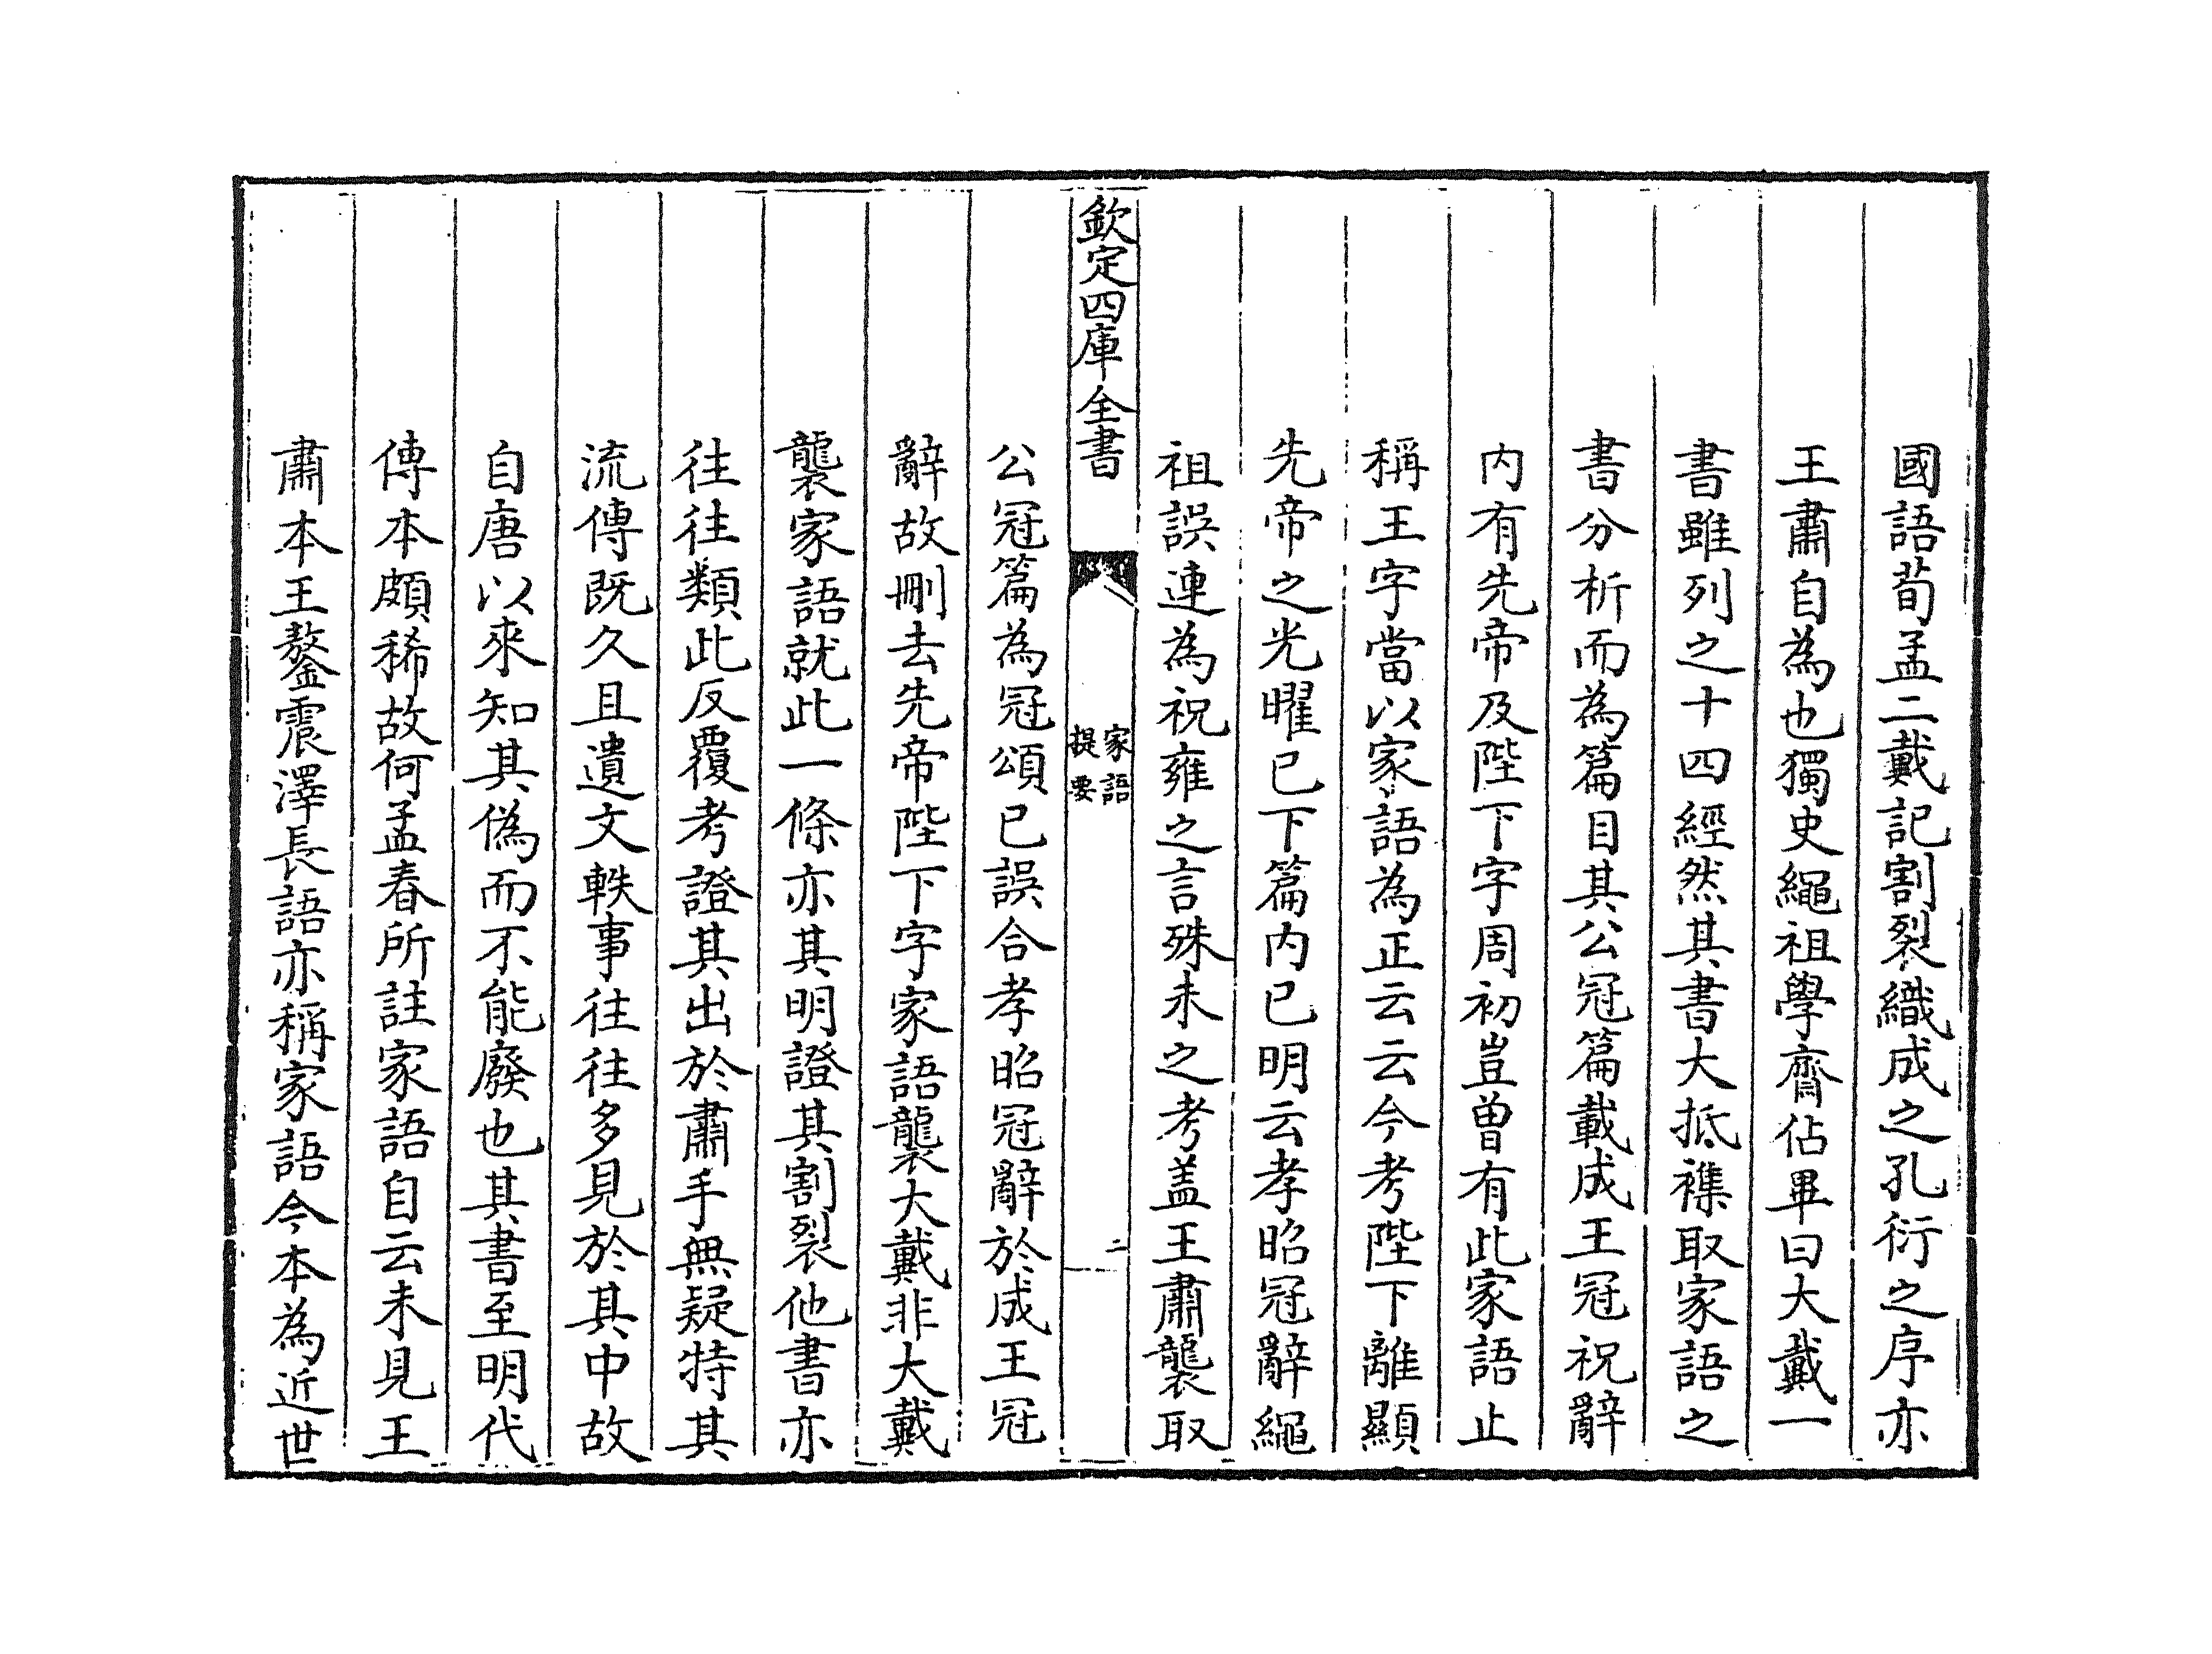 國語荀孟二戴記割裂織成之孔衍之序亦
王肅自為也獨史繩祖學齋佔畢曰大戴一
書雖列之十四經然其書大抵襍取家語之
書分析而為篇目其公冠篇載成王冠祝辭
内有先帝及陛下字周初豈曽有此家語止
稱王字當以家語為正云云今考陛下離顯
先帝之光曜已下篇内已明云孝昭冠辭繩
祖誤連為祝雍之言殊未之考盖王肅襲取
欽定四庫全書
家語
提要
二
公冠篇為冠頌已誤合孝昭冠辭於成王冠
辭故刪去先帝陛下字家語襲大戴非大戴
襲家語就此一條亦其明證其割裂他書亦
往往類此反覆考證其出於肅手無疑特其
流傳既久且遺文軼事往往多見於其中故
自唐以來知其偽而不能廢也其書至明代
傳本頗稀故何孟春所註家語自云未見王
肅本王鏊震澤長語亦稱家語今本為近世